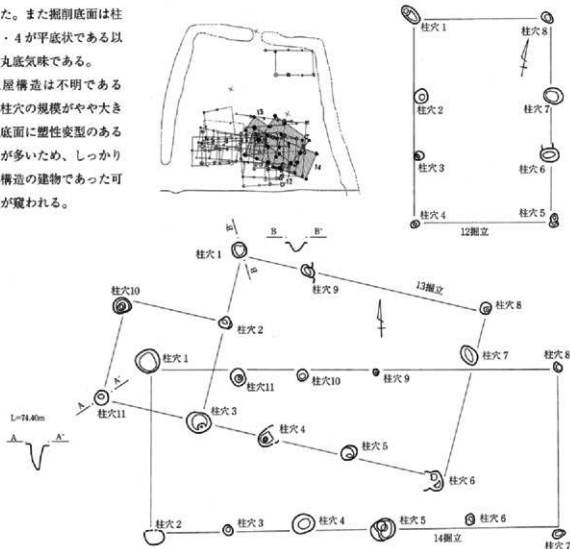 た。また掘削底面は柱
・4が平底状である以
丸底気味である。
屋構造は不明である
柱穴の規模がやや大き
底面に塑性変型のある
が多いため、しっかり
構造の建物であった可
が窺われる。
13
14
12
柱穴1
柱穴8
柱穴2
柱穴7
柱穴3
柱穴6
柱穴4
柱穴5
12掘立
B B'
B B'
柱穴1
柱穴9
13掘立
柱穴10
柱穴8
柱穴2
柱穴1
柱穴7
柱穴8
柱穴11
柱穴10
柱穴9
A A'
柱穴11
柱穴3
柱穴4
L=74.40m
A A'
柱穴5
柱穴6
柱穴2
柱穴3
柱穴4
柱穴5
柱穴6
14掘立
柱穴7